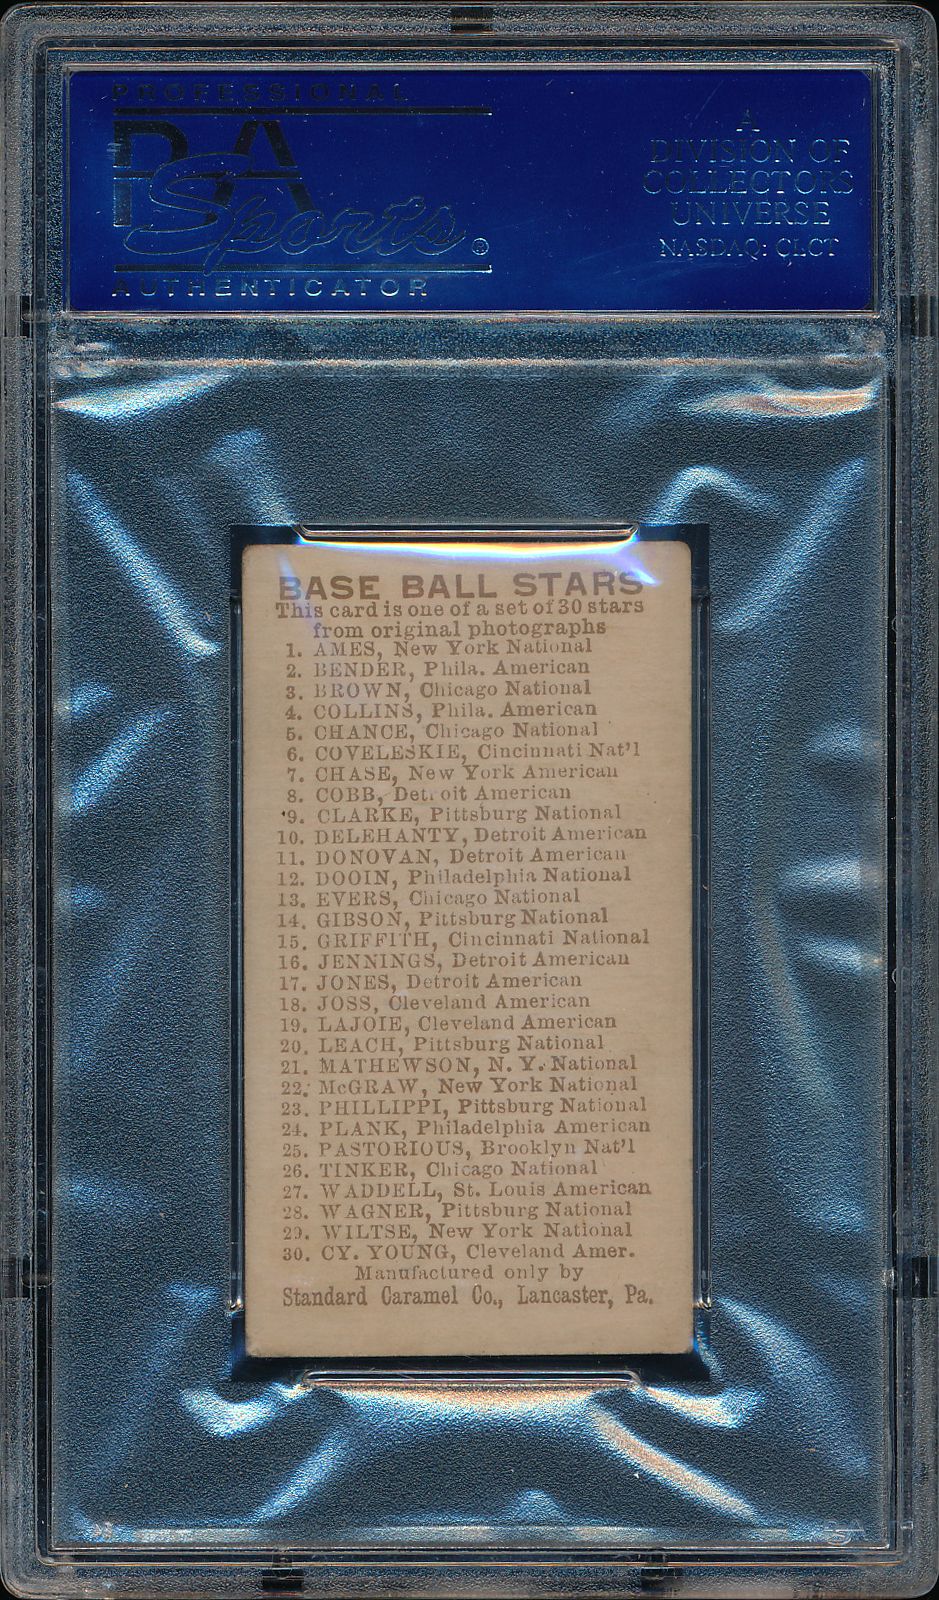 PROFESSIONAL
PSA
Sports®
AUTHENTICATOR
A
DIVISION OF
COLLECTORS
UNIVERSE
NASDAQ: CLCT
BASE BALL STARS
This card is one of a set of 30 stars
from original photographs
1. AMES, New York National
2. BENDER, Phila. American
3. BROWN, Chicago National
4. COLLINS, Phila. American
5. CHANCE, Chicago National
6. COVELESKIE, Cincinnati Nat'l
7. CHASE, New York American
8. COBB, Detroit American
9. CLARKE, Pittsburg National
10. DELEHANTY, Detroit American
11. DONOVAN, Detroit American
12. DOOIN, Philadelphia National
13. EVERS, Chicago National
14. GIBSON, Pittsburg National
15. GRIFFITH, Cincinnati National
16. JENNINGS, Detroit American
17. JONES, Detroit American
18. JOSS, Cleveland American
19. LAJOIE, Cleveland American
20. LEACH, Pittsburg National
21. MATHEWSON, N. Y. National
22. McGRAW, New York National
23. PHILLIPPI, Pittsburg National
24. PLANK, Philadelphia American
25. PASTORIOUS, Brooklyn Nat'l
26. TINKER, Chicago National
27. WADDELL, St. Louis American
28. WAGNER, Pittsburg National
29. WILTSE, New York National
30. CY. YOUNG, Cleveland Amer.
Manufactured only by
Standard Caramel Co., Lancaster, Pa.